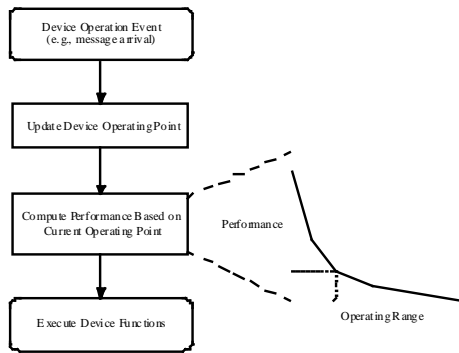 Device Operation Event
(e.g., message arrival)
Update Device Operating Point
Compute Performance Based on
Current Operating Point
Performance
Execute Device Functions
Operating Range